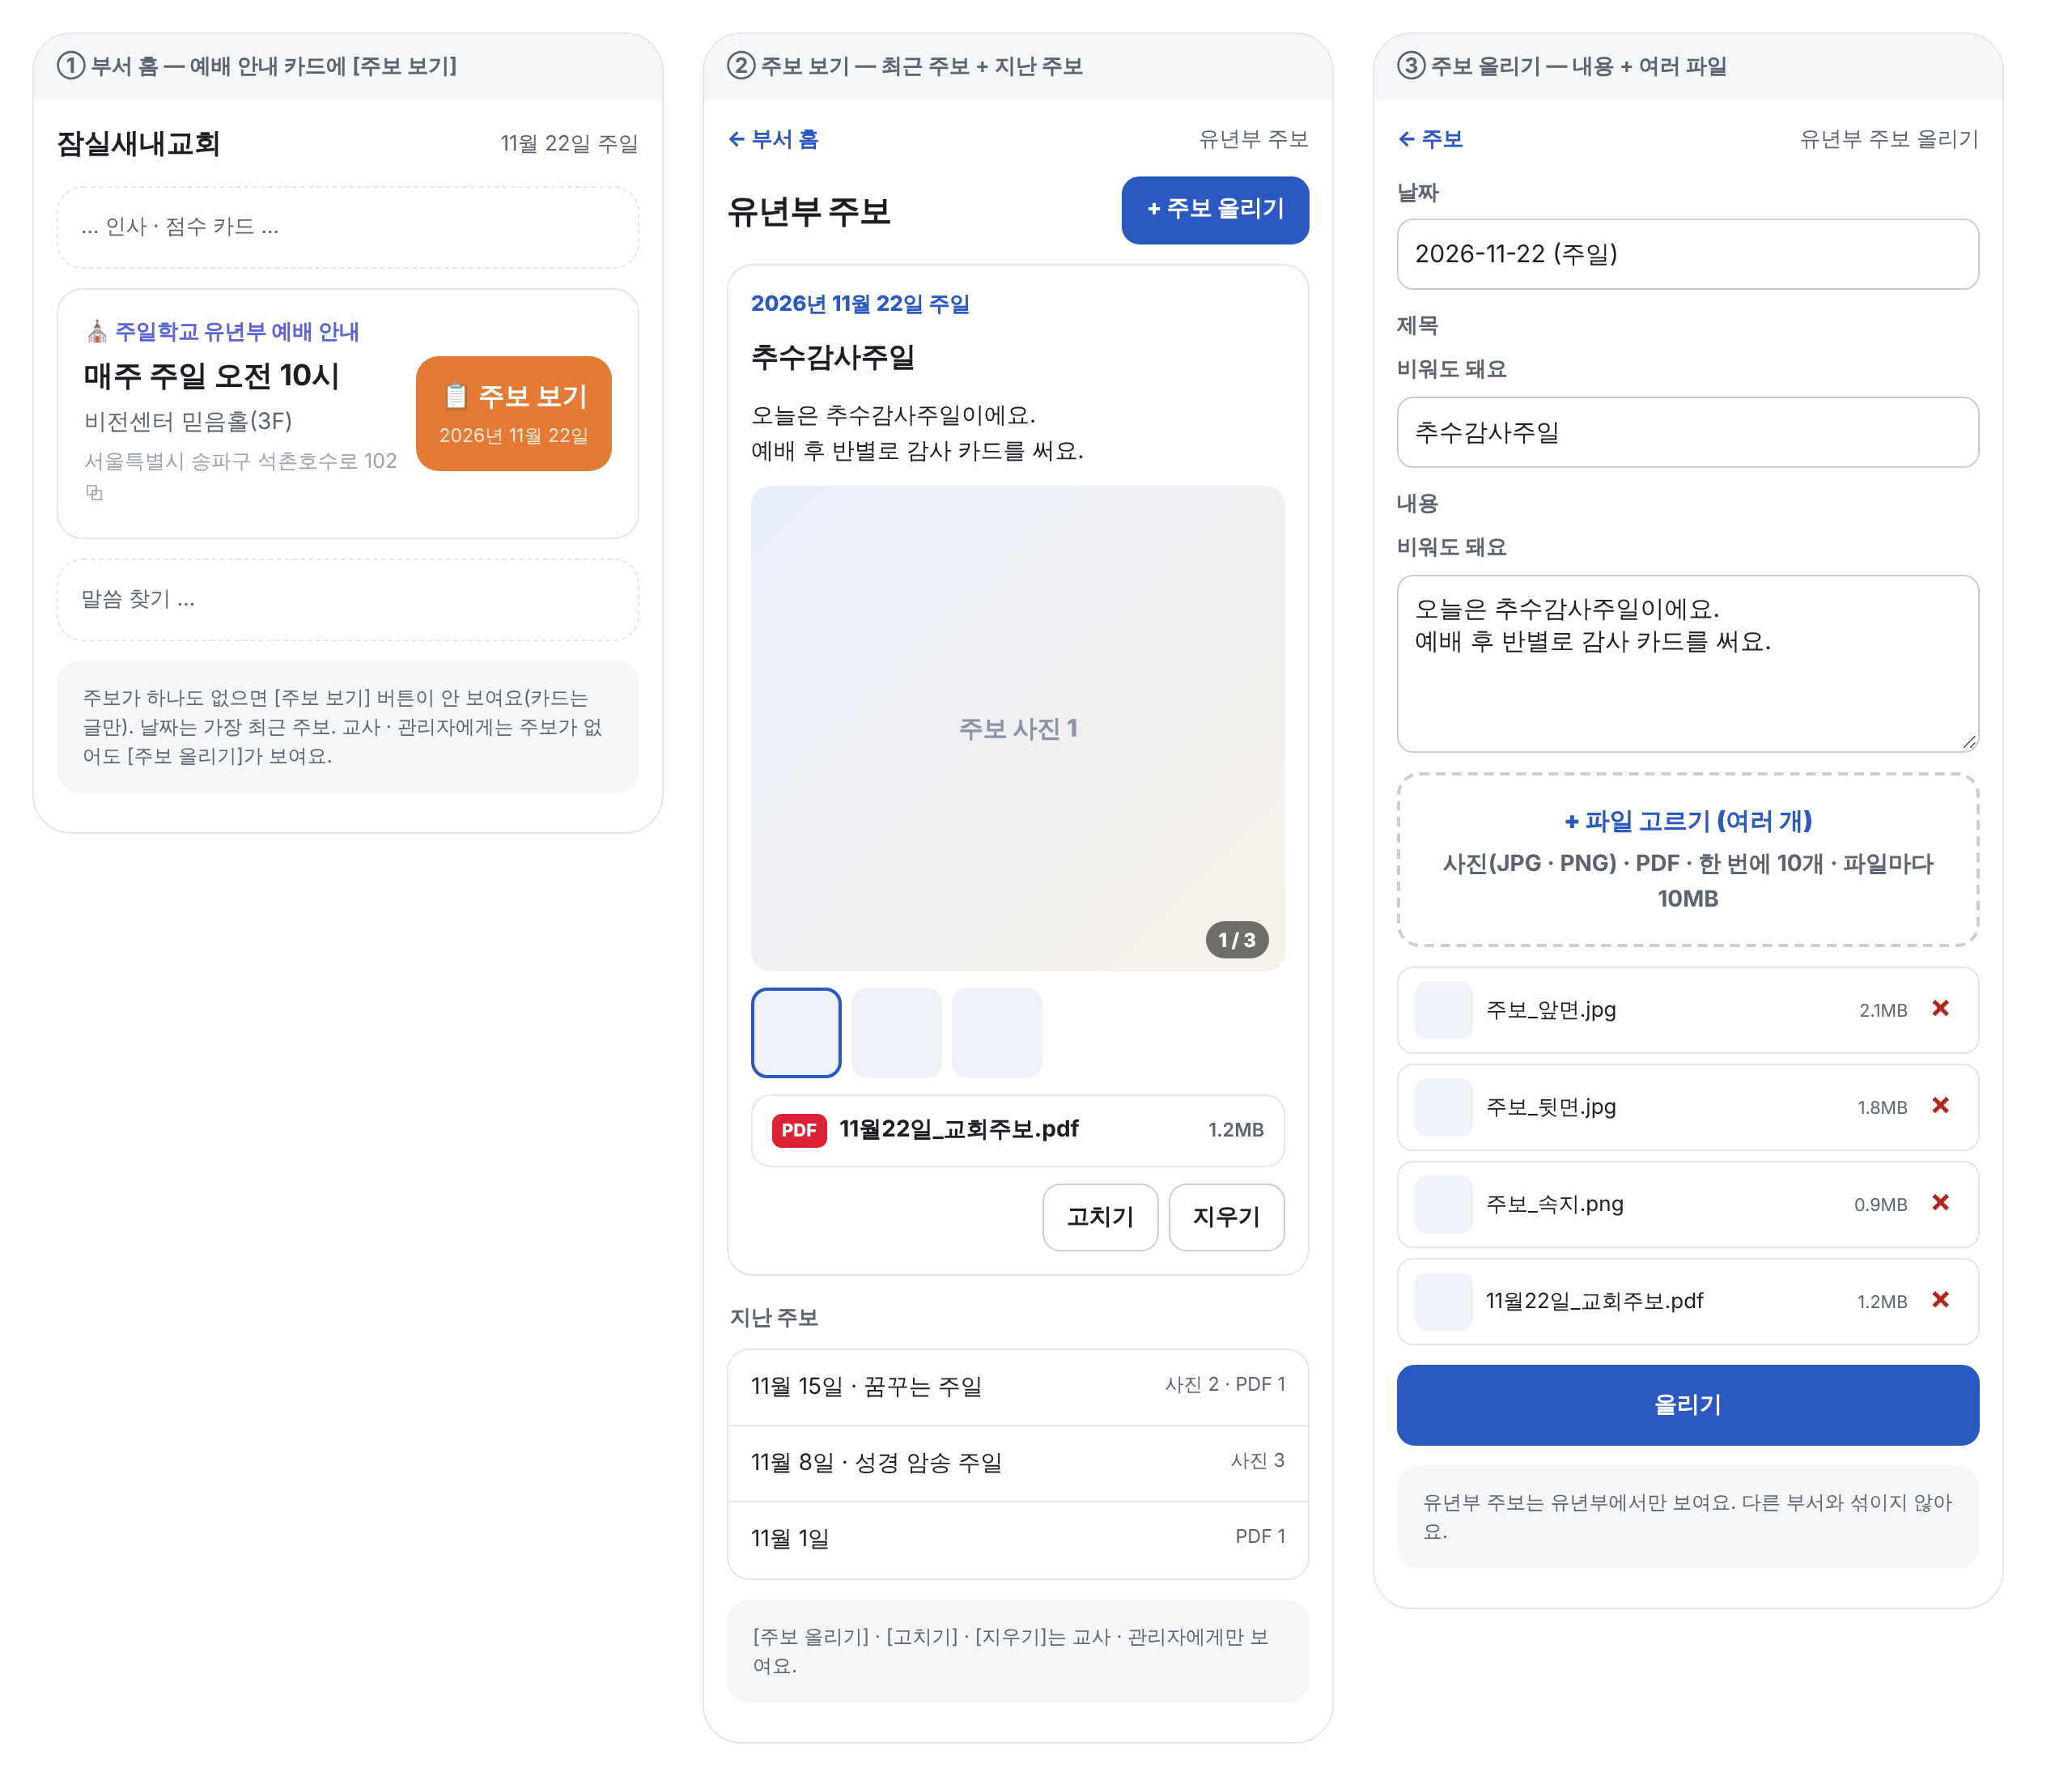 ① 부서 홈 — 예배 안내 카드에 [주보 보기]
잠실새내교회
11월 22일 주일
... 인사 · 점수 카드 ...
주일학교 유년부 예배 안내
매주 주일 오전 10시
비전센터 믿음홀(3F)
서울특별시 송파구 석촌호수로 102
주보 보기
2026년 11월 22일
말씀 찾기 ...
주보가 하나도 없으면 [주보 보기] 버튼이 안 보여요(카드는
글만). 날짜는 가장 최근 주보. 교사 · 관리자에게는 주보가 없
어도 [주보 올리기]가 보여요.
② 주보 보기 — 최근 주보 + 지난 주보
← 부서 홈
유년부 주보
유년부 주보
+ 주보 올리기
2026년 11월 22일 주일
추수감사주일
오늘은 추수감사주일이에요.
예배 후 반별로 감사 카드를 써요.
주보 사진 1
1 / 3
PDF
11월22일_교회주보.pdf
1.2MB
고치기
지우기
지난 주보
11월 15일 · 꿈꾸는 주일
사진 2 · PDF 1
11월 8일 · 성경 암송 주일
사진 3
11월 1일
PDF 1
[주보 올리기] · [고치기] · [지우기]는 교사 · 관리자에게만 보
여요.
③ 주보 올리기 — 내용 + 여러 파일
← 주보
유년부 주보 올리기
날짜
2026-11-22 (주일)
제목
비워도 돼요
추수감사주일
내용
비워도 돼요
오늘은 추수감사주일이에요.
예배 후 반별로 감사 카드를 써요.
+ 파일 고르기 (여러 개)
사진(JPG · PNG) · PDF · 한 번에 10개 · 파일마다
10MB
주보_앞면.jpg
2.1MB
주보_뒷면.jpg
1.8MB
주보_속지.png
0.9MB
11월22일_교회주보.pdf
1.2MB
올리기
유년부 주보는 유년부에서만 보여요. 다른 부서와 섞이지 않아
요.